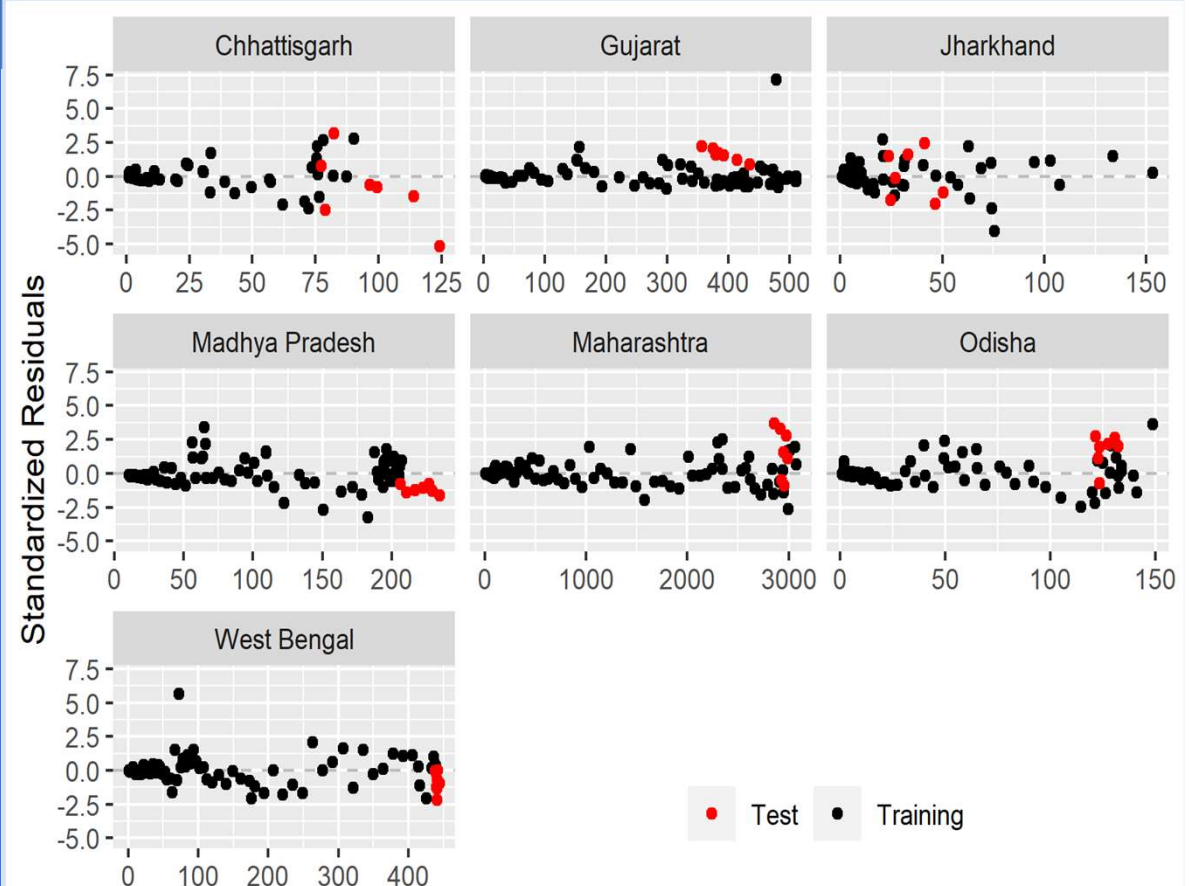 Chhattisgarh Gujarat Jharkhand
7.5
5.0
2.5
0.0
-2.5
-5.0
0 25 50 75 100 125 0 100 200 300 400 500 0 50 100 150
Standardized Residuals
Madhya Pradesh Maharashtra Odisha
7.5
5.0
2.5
0.0
-2.5
-5.0
0 50 100 150 200 0 1000 2000 3000 0 50 100 150
West Bengal
7.5
5.0
2.5
0.0
-2.5
-5.0
0 100 200 300 400
Test Training